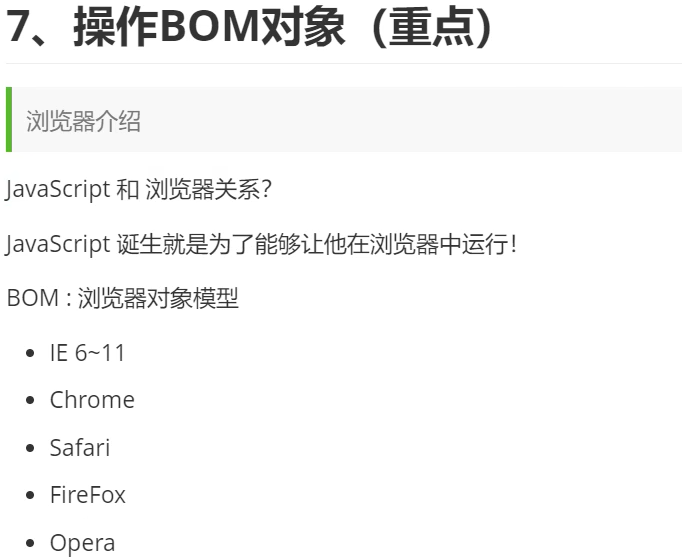 7、操作BOM对象（重点）
浏览器介绍
JavaScript 和 浏览器关系？
JavaScript 诞生就是为了能够让他在浏览器中运行！
BOM : 浏览器对象模型
IE 6~11
Chrome
Safari
FireFox
Opera